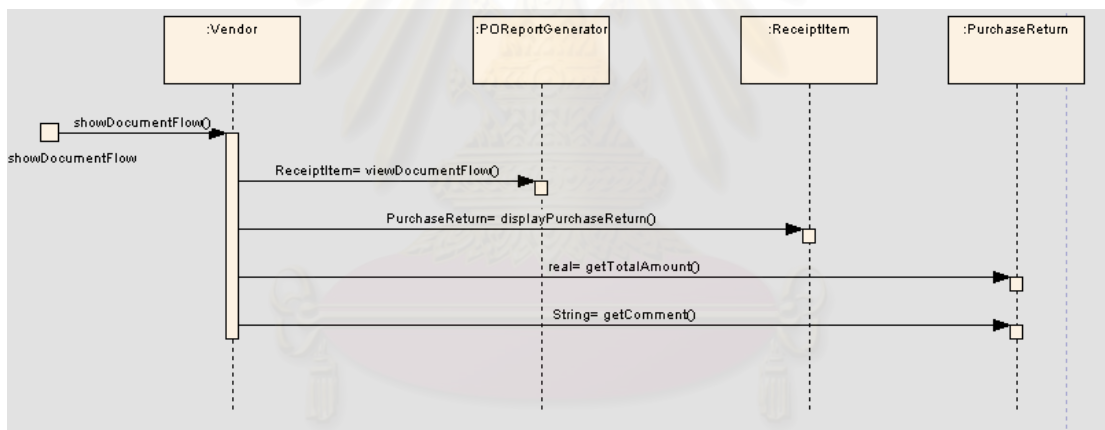 :Vendor
:POReportGenerator
:ReceiptItem
:PurchaseReturn
showDocumentFlow()
showDocumentFlow
ReceiptItem= viewDocumentFlow()
PurchaseReturn= displayPurchaseReturn()
real= getTotalAmount()
String= getComment()